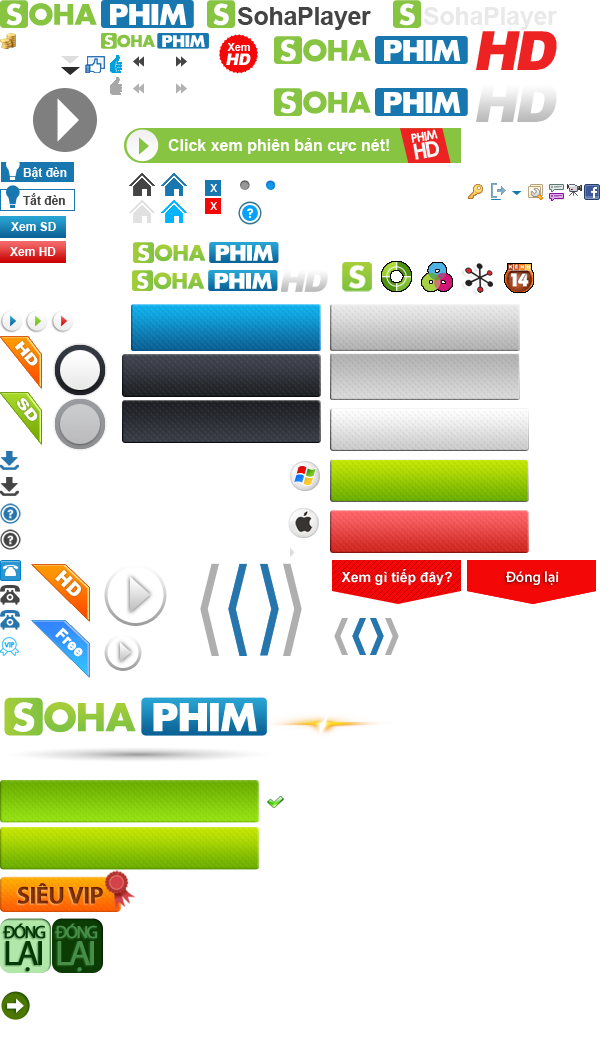 SOHA PHIM
SohaPlayer
SohaPlayer
SOHA PHIM
Xem HD
SOHA PHIM HD
SOHA PHIM HD
Click xem phiên bản cực nét!
PHIM HD
Bật đèn
Tắt đèn
Xem SD
Xem HD
X
X
?
SOHA PHIM
SOHA PHIM HD
S
14
HD
SD
?
?
HD
Free
VIP
Xem gì tiếp đây?
Đóng lại
SOHA PHIM
SIÊU VIP
ĐÓNG LẠI
ĐÓNG LẠI